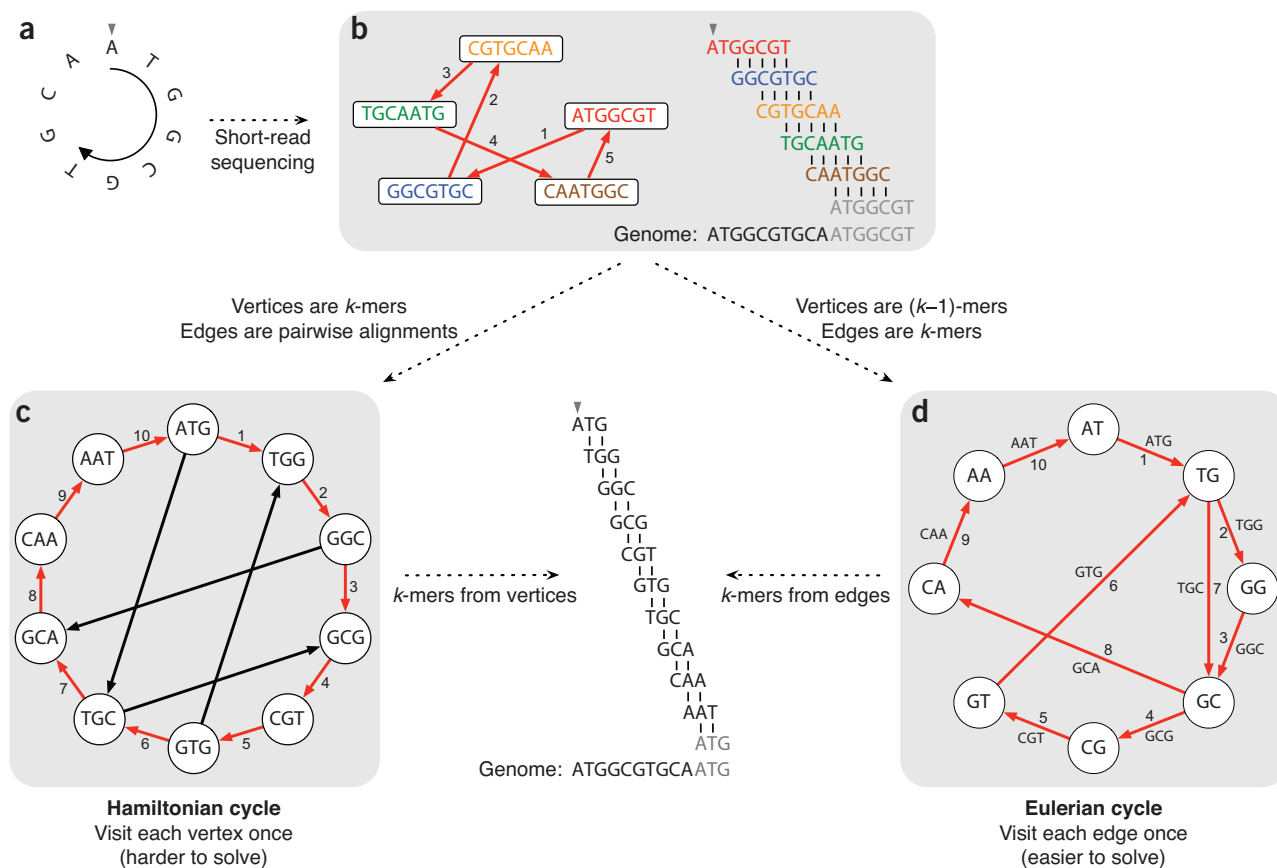 a
A
T
G
G
C
G
T
G
C
A
Short-read
sequencing
b
CGTGCAA
TGCAATG
ATGGCGT
GGCGTGC
CAATGGC
3
2
1
4
5
ATGGCGT
GGCGTGC
CGTGCAA
TGCAATG
CAATGGC
ATGGCGT
Genome: ATGGCGTGCAATGGCGT
Vertices are k-mers
Edges are pairwise alignments
Vertices are (k–1)-mers
Edges are k-mers
c
ATG
TGG
GGC
GCG
CGT
GTG
TGC
GCA
CAA
AAT
1
2
3
4
5
6
7
8
9
10
Hamiltonian cycle
Visit each vertex once
(harder to solve)
k-mers from vertices
ATG
TGG
GGC
GCG
CGT
GTG
TGC
GCA
CAA
AAT
ATG
Genome: ATGGCGTGCAATG
k-mers from edges
d
AT
TG
GG
GC
CG
GT
CA
AA
ATG
1
TGG
2
GGC
3
4
GCG
5
CGT
GTG
6
TGC 7
8
GCA
CAA
9
AAT
10
Eulerian cycle
Visit each edge once
(easier to solve)